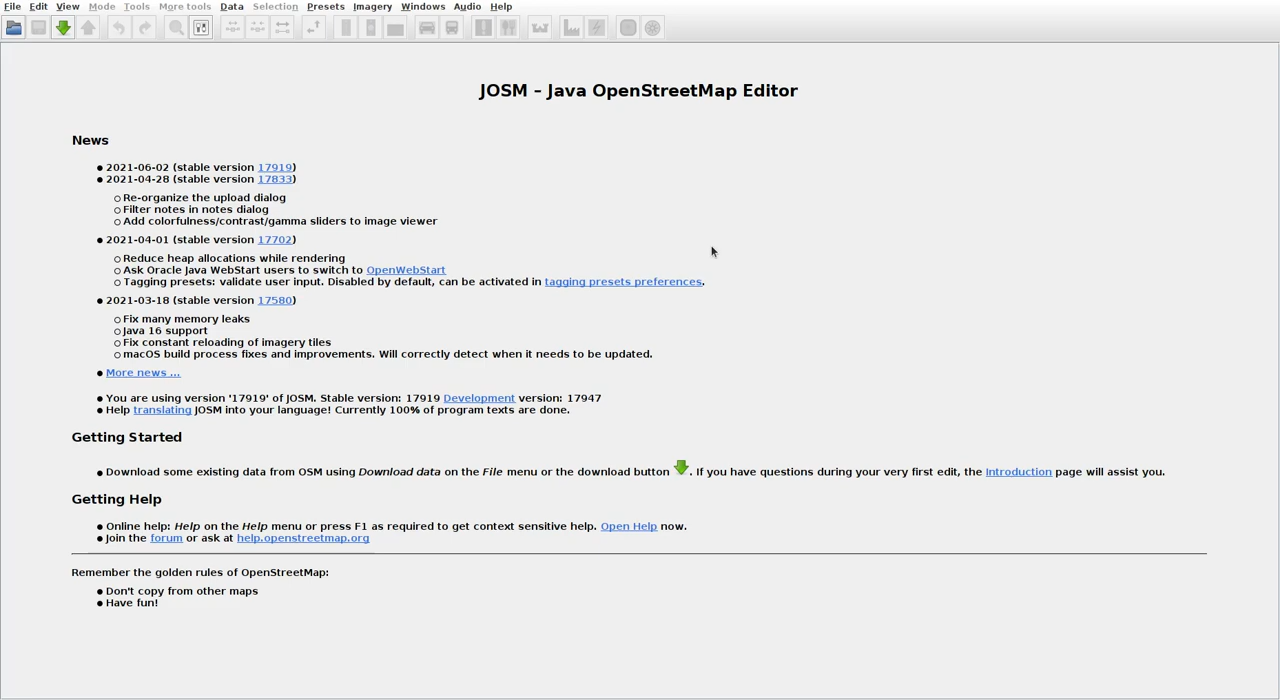 File Edit View Mode Tools More tools Data Selection Presets Imagery Windows Audio Help
JOSM – Java OpenStreetMap Editor
News
2021-06-02 (stable version 17919)
2021-04-28 (stable version 17833)
Re-organize the upload dialog
Filter notes in notes dialog
Add colorfulness/contrast/gamma sliders to image viewer
2021-04-01 (stable version 17702)
Reduce heap allocations while rendering
Ask Oracle Java WebStart users to switch to OpenWebStart
Tagging presets: validate user input. Disabled by default, can be activated in tagging presets preferences.
2021-03-18 (stable version 17580)
Fix many memory leaks
Java 16 support
Fix constant reloading of imagery tiles
macOS build process fixes and improvements. Will correctly detect when it needs to be updated.
More news ...
You are using version '17919' of JOSM. Stable version: 17919 Development version: 17947
Help translating JOSM into your language! Currently 100% of program texts are done.
Getting Started
Download some existing data from OSM using Download data on the File menu or the download button . If you have questions during your very first edit, the Introduction page will assist you.
Getting Help
Online help: Help on the Help menu or press F1 as required to get context sensitive help. Open Help now.
Join the forum or ask at help.openstreetmap.org
Remember the golden rules of OpenStreetMap:
Don't copy from other maps
Have fun!